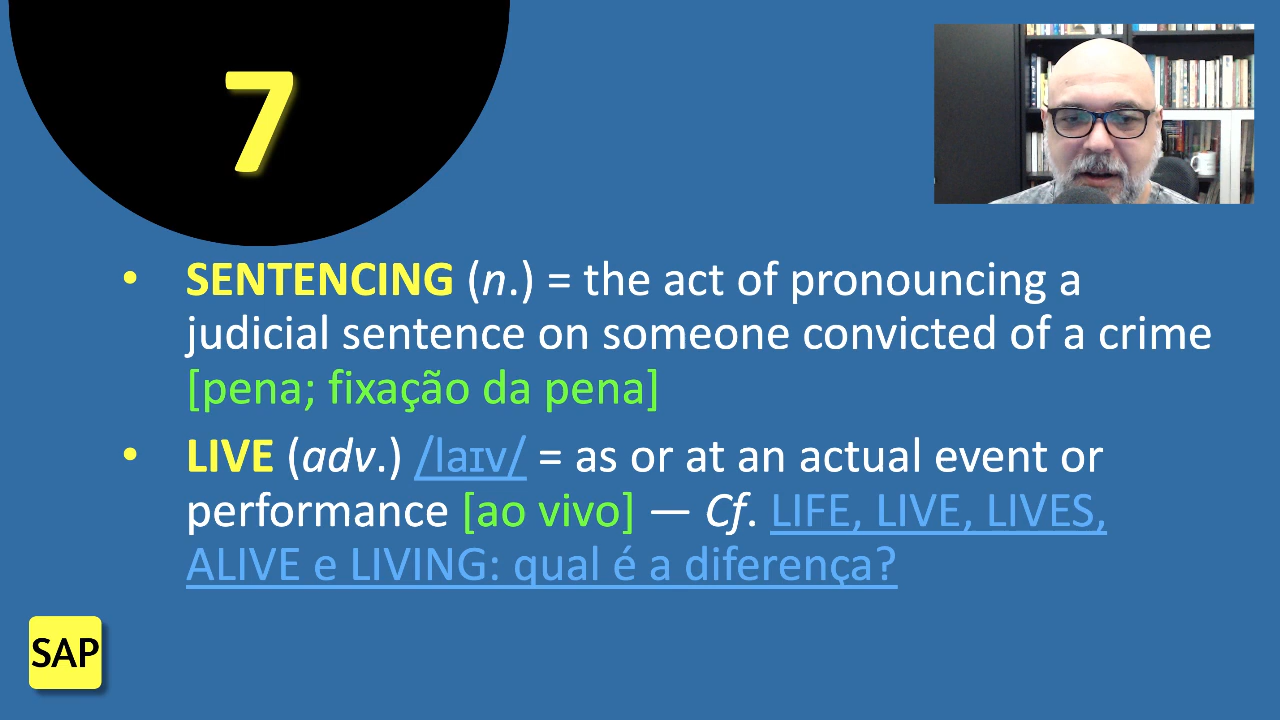 7
• SENTENCING (n.) = the act of pronouncing a
judicial sentence on someone convicted of a crime
[pena; fixação da pena]
• LIVE (adv.) /laɪv/ = as or at an actual event or
performance [ao vivo] — Cf. LIFE, LIVE, LIVES,
ALIVE e LIVING: qual é a diferença?
SAP